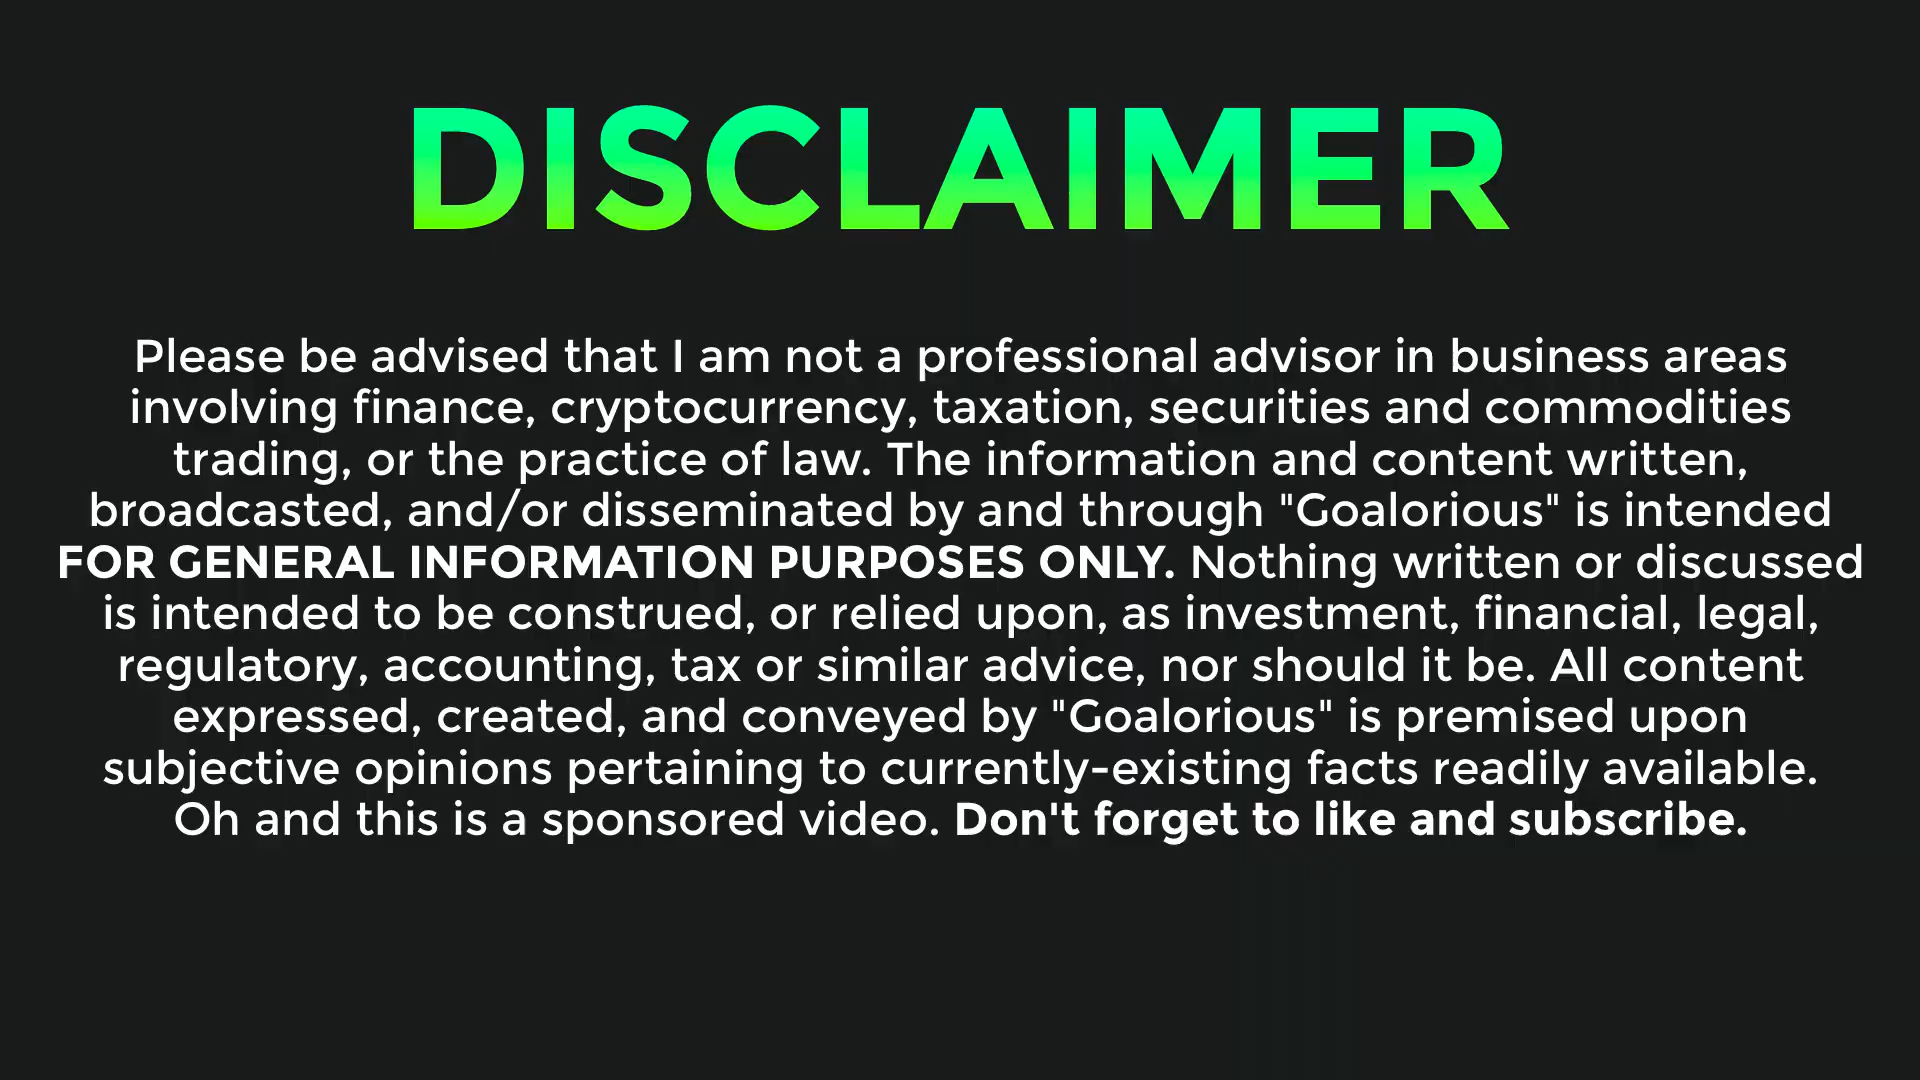 DISCLAIMER
Please be advised that I am not a professional advisor in business areas
involving finance, cryptocurrency, taxation, securities and commodities
trading, or the practice of law. The information and content written,
broadcasted, and/or disseminated by and through "Goalorious" is intended
FOR GENERAL INFORMATION PURPOSES ONLY. Nothing written or discussed
is intended to be construed, or relied upon, as investment, financial, legal,
regulatory, accounting, tax or similar advice, nor should it be. All content
expressed, created, and conveyed by "Goalorious" is premised upon
subjective opinions pertaining to currently-existing facts readily available.
Oh and this is a sponsored video. Don't forget to like and subscribe.